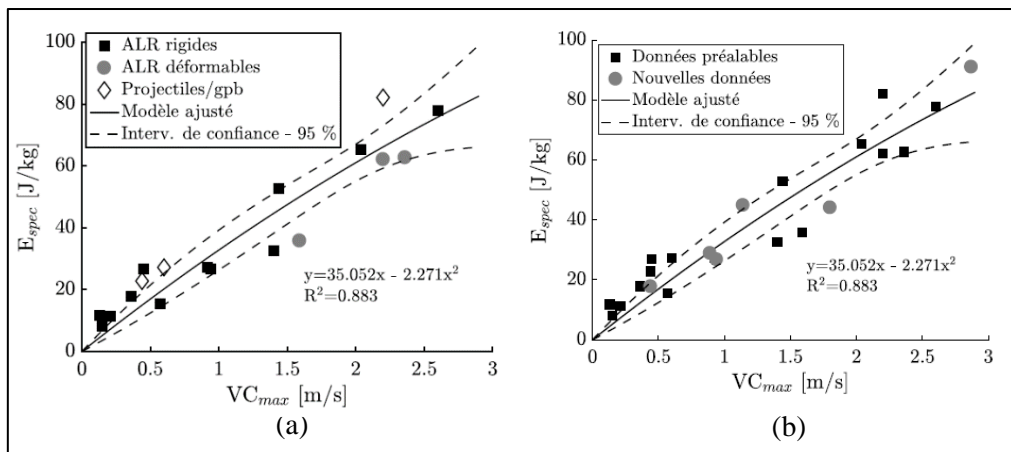 100
80
60
40
20
0
E_spec [J/kg]
ALR rigides
ALR déformables
Projectiles/gpb
Modèle ajusté
Interv. de confiance - 95 %
y=35.052x - 2.271x²
R²=0.883
0 0.5 1 1.5 2 2.5 3
VC_max [m/s]
(a)
100
80
60
40
20
0
E_spec [J/kg]
Données préalables
Nouvelles données
Modèle ajusté
Interv. de confiance - 95 %
y=35.052x - 2.271x²
R²=0.883
0 0.5 1 1.5 2 2.5 3
VC_max [m/s]
(b)